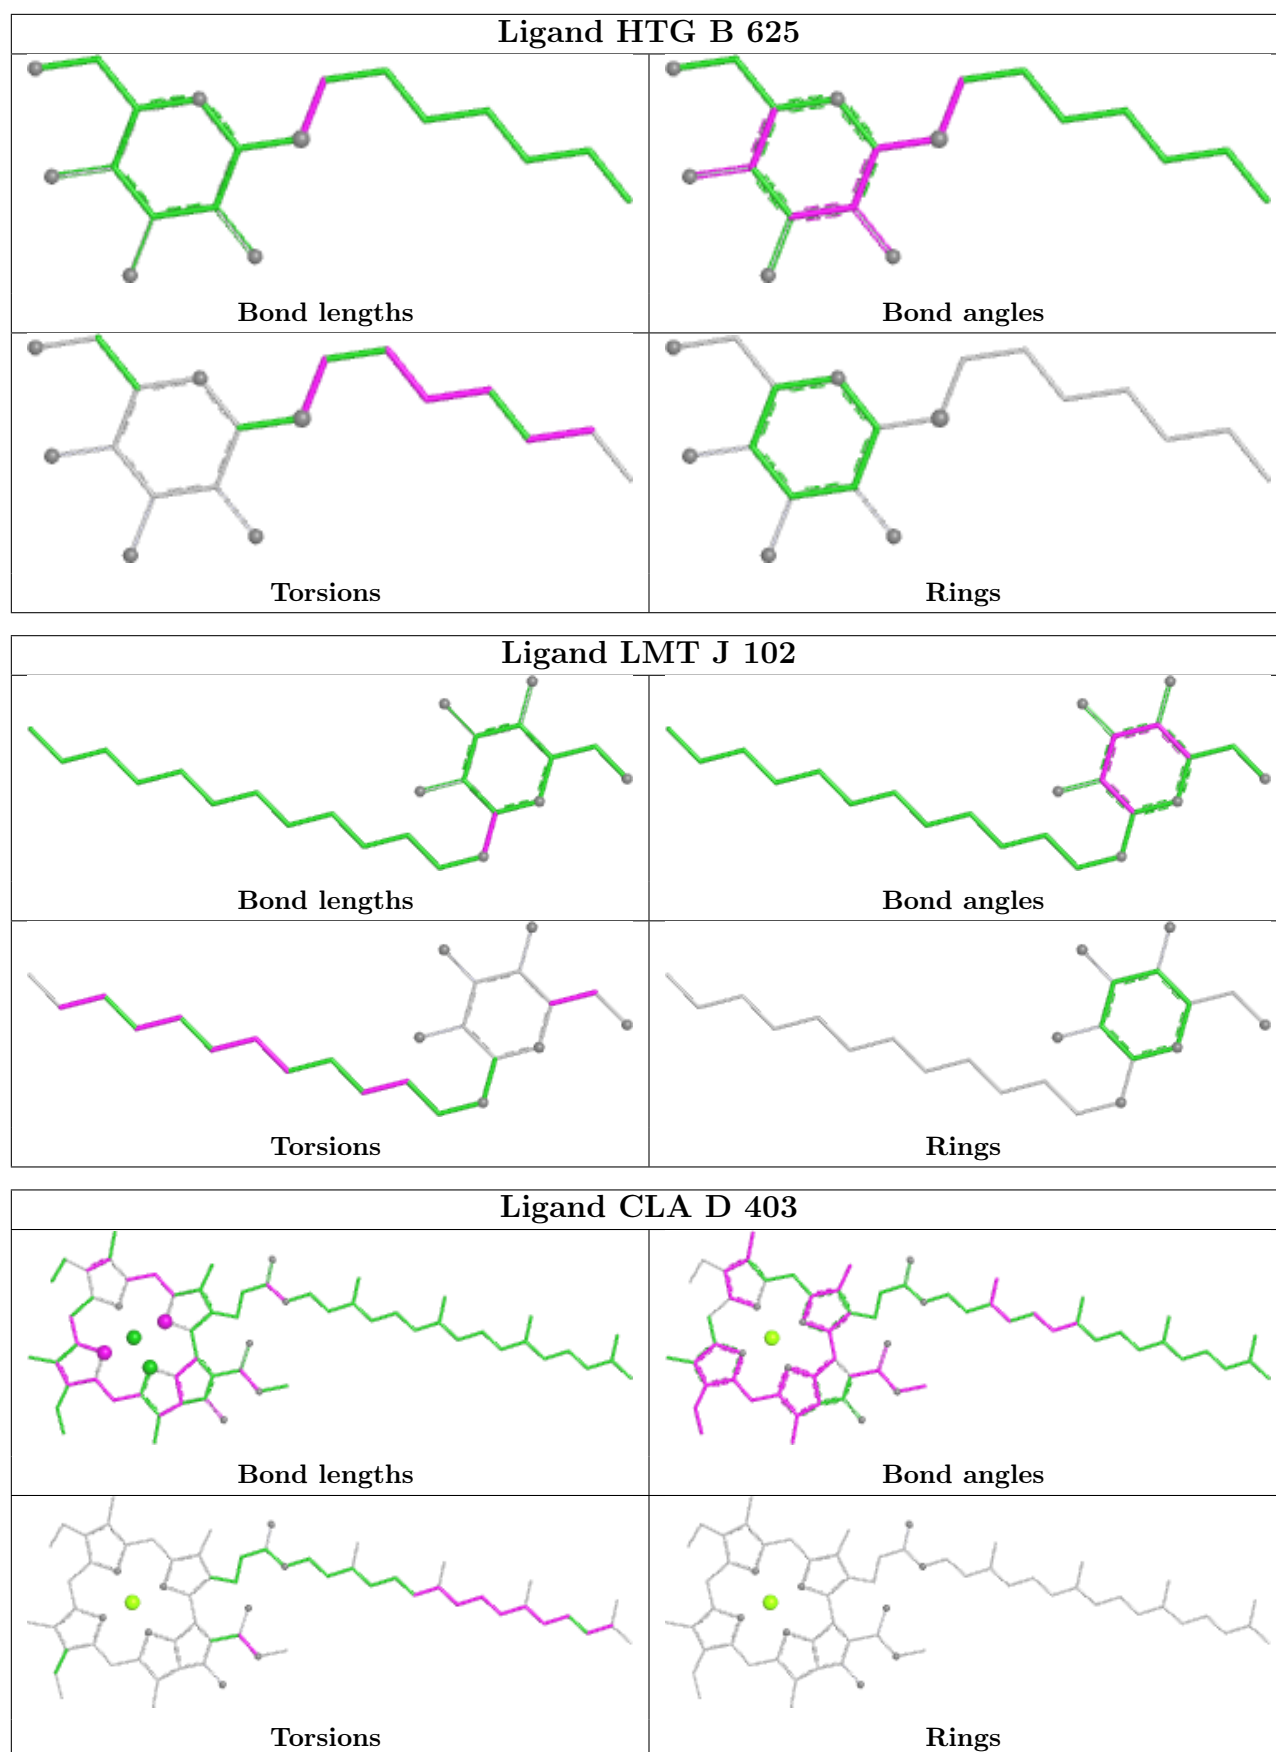 Ligand HTG B 625
Bond lengths
Bond angles
Torsions
Rings
Ligand LMT J 102
Bond lengths
Bond angles
Torsions
Rings
Ligand CLA D 403
Bond lengths
Bond angles
Torsions
Rings